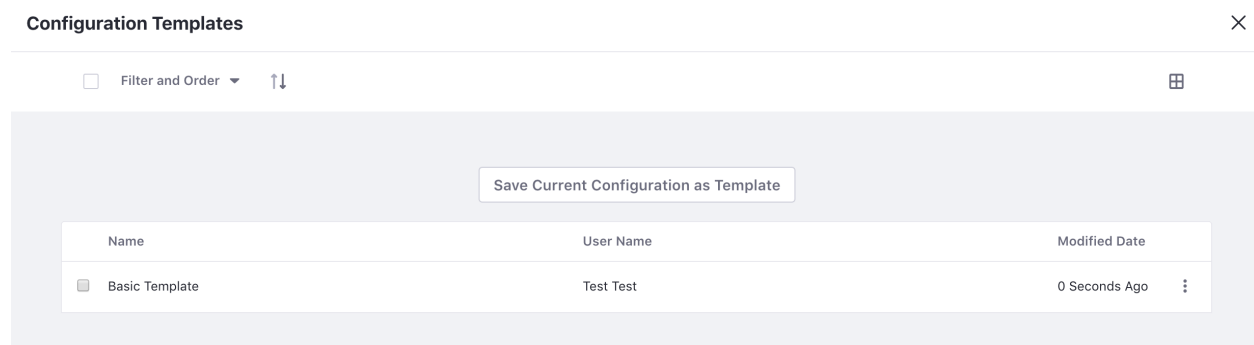 Configuration Templates
Filter and Order
Save Current Configuration as Template
Name User Name Modified Date
Basic Template Test Test 0 Seconds Ago